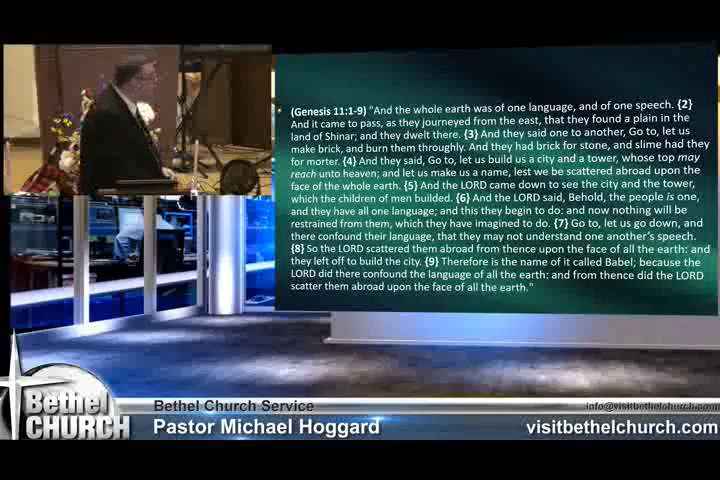 (Genesis 11:1-9) "And the whole earth was of one language, and of one speech. {2}
And it came to pass, as they journeyed from the east, that they found a plain in the
land of Shinar; and they dwelt there. {3} And they said one to another, Go to, let us
make brick, and burn them throughly. And they had brick for stone, and slime had they
for morter. {4} And they said, Go to, let us build us a city and a tower, whose top may
reach unto heaven; and let us make us a name, lest we be scattered abroad upon the
face of the whole earth. {5} And the LORD came down to see the city and the tower,
which the children of men builded. {6} And the LORD said, Behold, the people is one,
and they have all one language; and this they begin to do: and now nothing will be
restrained from them, which they have imagined to do. {7} Go to, let us go down, and
there confound their language, that they may not understand one another's speech.
{8} So the LORD scattered them abroad from thence upon the face of all the earth: and
they left off to build the city. {9} Therefore is the name of it called Babel; because the
LORD did there confound the language of all the earth: and from thence did the LORD
scatter them abroad upon the face of all the earth."
Bethel
CHURCH
Bethel Church Service
info@visitbethelchurch.com
Pastor Michael Hoggard
visitbethelchurch.com